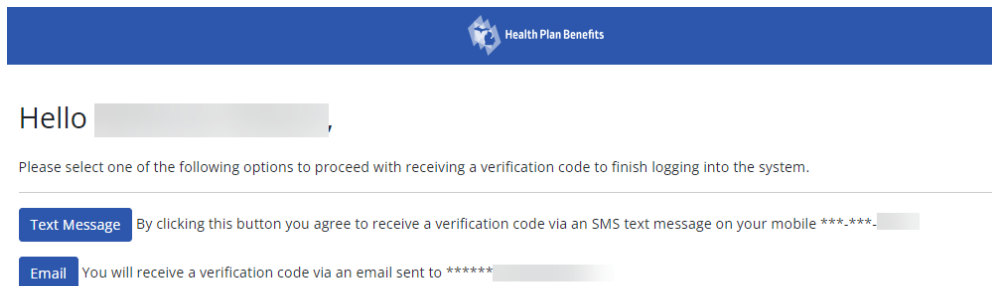 Health Plan Benefits
Hello ,
Please select one of the following options to proceed with receiving a verification code to finish logging into the system.
Text Message By clicking this button you agree to receive a verification code via an SMS text message on your mobile ***-***-
Email You will receive a verification code via an email sent to ******